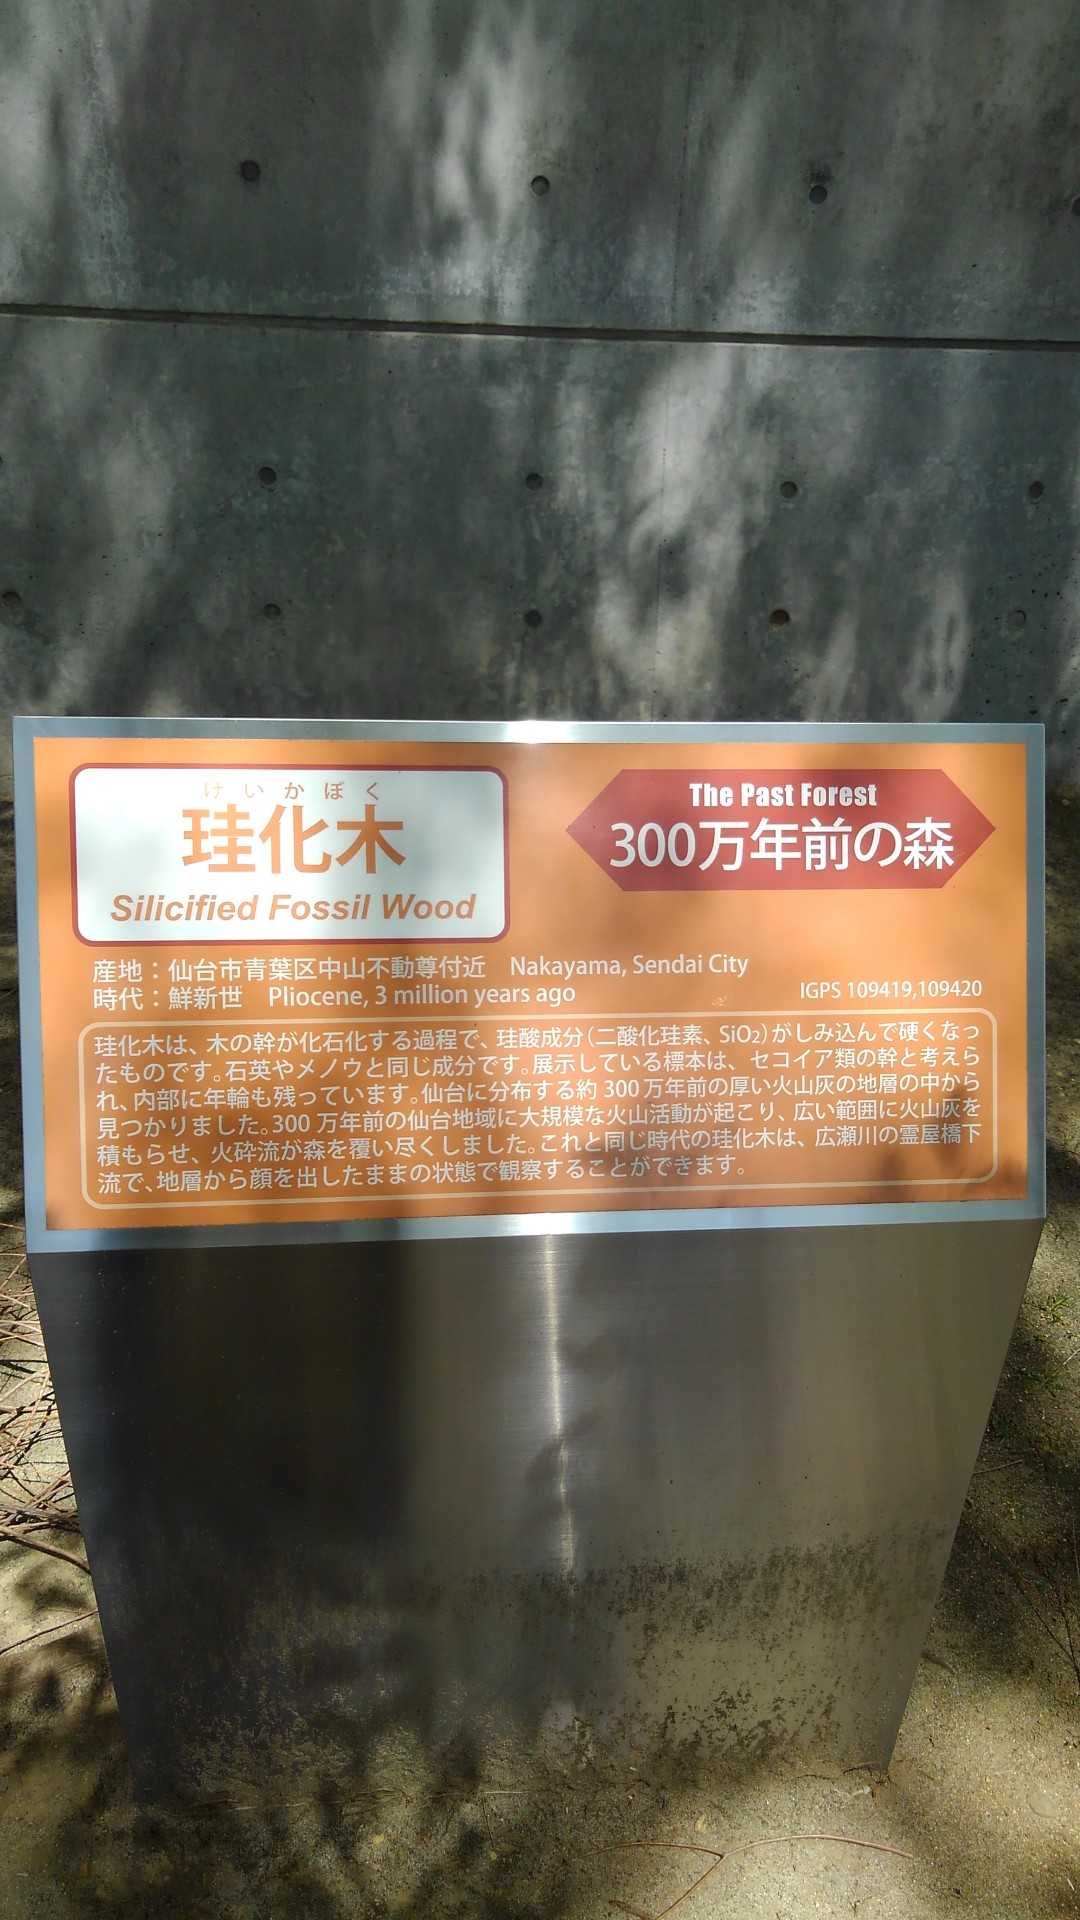 けいかぼく
珪化木
Silicified Fossil Wood
The Past Forest
300万年前の森
産地：仙台市青葉区中山不動尊付近　Nakayama, Sendai City
時代：鮮新世　Pliocene, 3 million years ago
IGPS 109419,109420
珪化木は、木の幹が化石化する過程で、珪酸成分（二酸化珪素、SiO₂）がしみ込んで硬くなっ
たものです。石英やメノウと同じ成分です。展示している標本は、セコイア類の幹と考えら
れ、内部に年輪も残っています。仙台に分布する約300万年前の厚い火山灰の地層の中から
見つかりました。300万年前の仙台地域に大規模な火山活動が起こり、広い範囲に火山灰を
積もらせ、火砕流が森を覆い尽くしました。これと同じ時代の珪化木は、広瀬川の霊屋橋下
流で、地層から顔を出したままの状態で観察することができます。